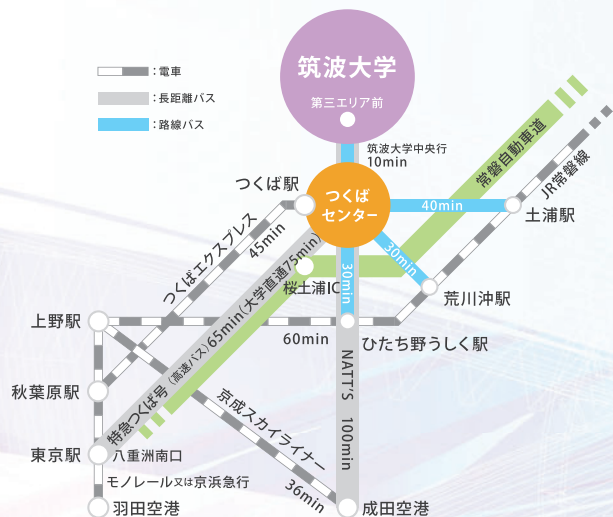 筑波大学
第三エリア前
：電車
：長距離バス
：路線バス
筑波大学中央行
10min
常磐自動車道
JR常磐線
つくば駅
つくば
センター
40min
土浦駅
つくばエクスプレス
45min
30min
30min
桜土浦IC
荒川沖駅
上野駅
60min
ひたち野うしく駅
特急つくば号（高速バス）65min（大学直通75min）
NATT'S 100min
秋葉原駅
京成スカイライナー
36min
東京駅
八重洲南口
モノレール又は京浜急行
羽田空港
成田空港